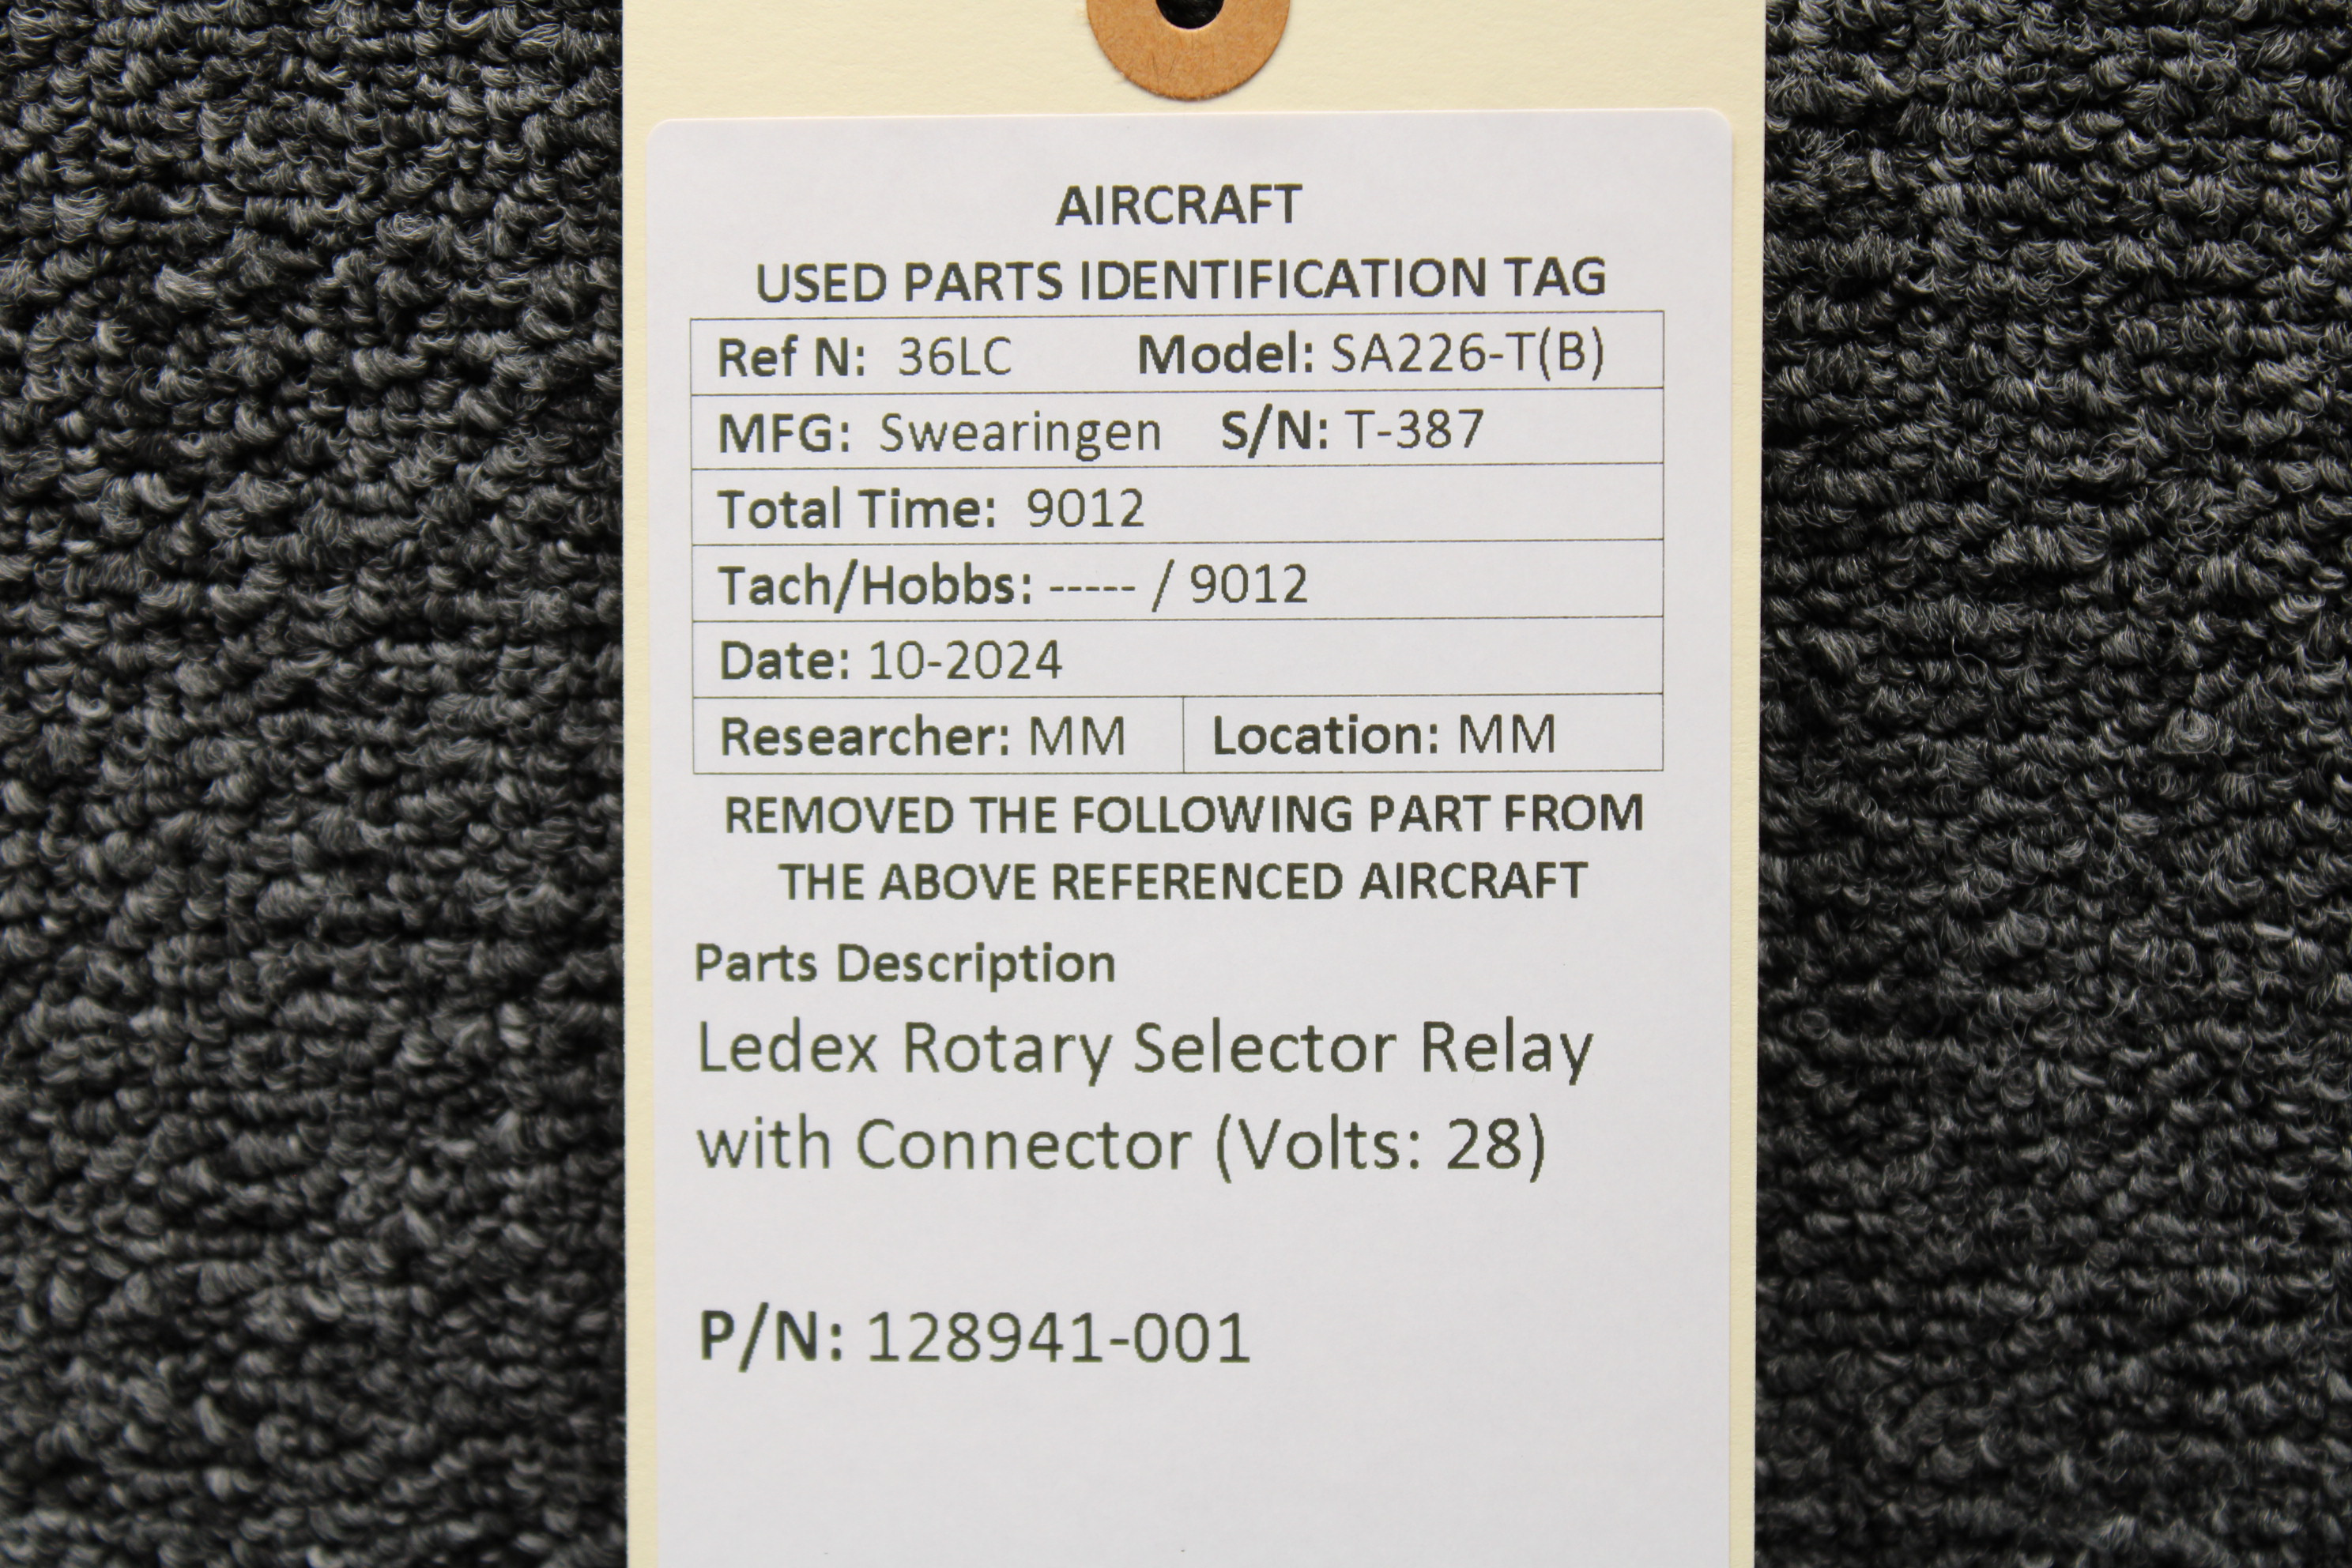 AIRCRAFT
USED PARTS IDENTIFICATION TAG
Ref N: 36LC Model: SA226-T(B)
MFG: Swearingen S/N: T-387
Total Time: 9012
Tach/Hobbs: ----- / 9012
Date: 10-2024
Researcher: MM Location: MM
REMOVED THE FOLLOWING PART FROM
THE ABOVE REFERENCED AIRCRAFT
Parts Description
Ledex Rotary Selector Relay
with Connector (Volts: 28)
P/N: 128941-001